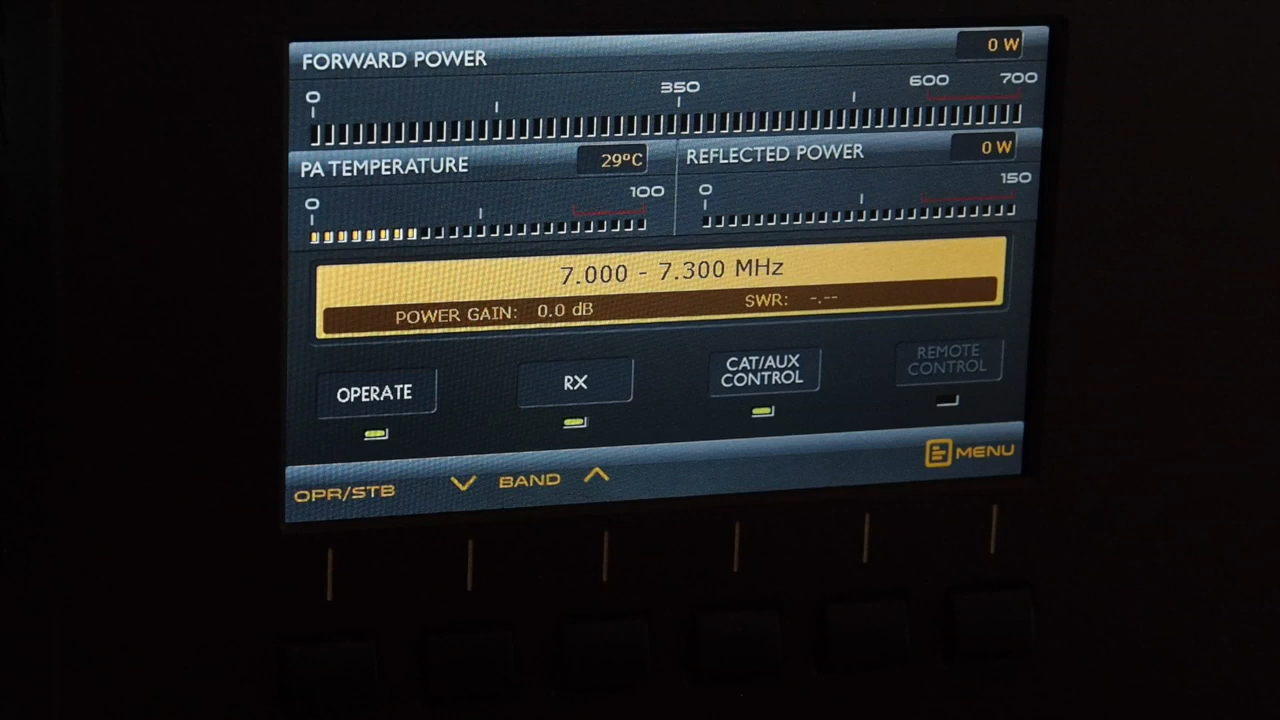 FORWARD POWER 0 W
0 350 600 700
PA TEMPERATURE 29ºC
0 100
REFLECTED POWER 0 W
0 150
7.000 - 7.300 MHz
POWER GAIN: 0.0 dB SWR: -.--
OPERATE
RX
CAT/AUX
CONTROL
REMOTE
CONTROL
OPR/STB BAND MENU